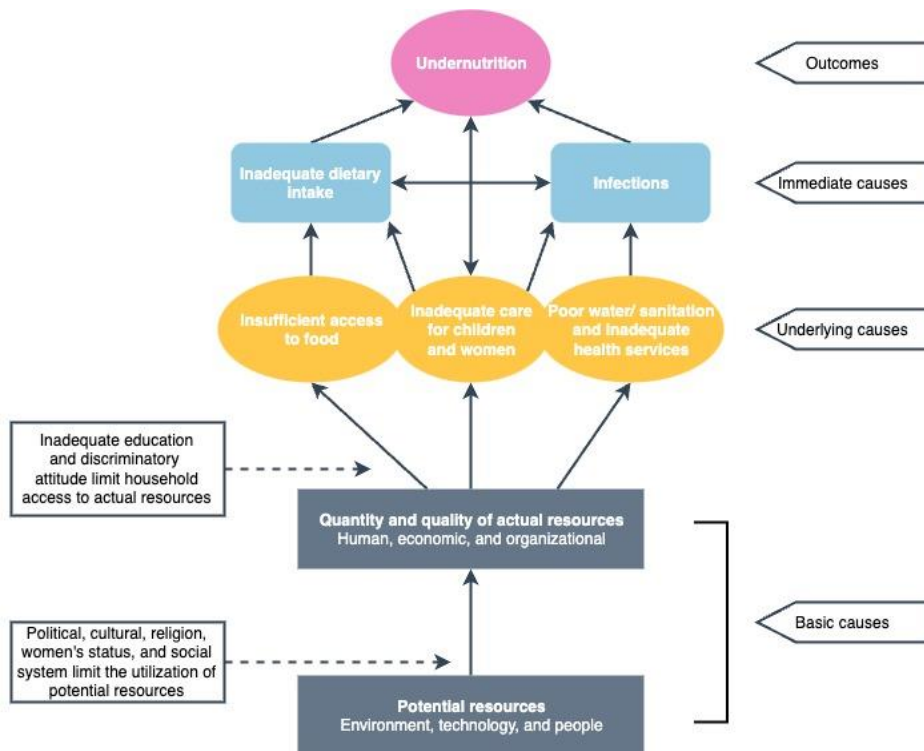 Undernutrition
Outcomes
Inadequate dietary
intake
Infections
Immediate causes
Insufficient access
to food
Inadequate care
for children
and women
Poor water/ sanitation
and inadequate
health services
Underlying causes
Inadequate education
and discriminatory
attitude limit household
access to actual resources
Quantity and quality of actual resources
Human, economic, and organizational
Basic causes
Political, cultural, religion,
women's status, and social
system limit the utilization of
potential resources
Potential resources
Environment, technology, and people